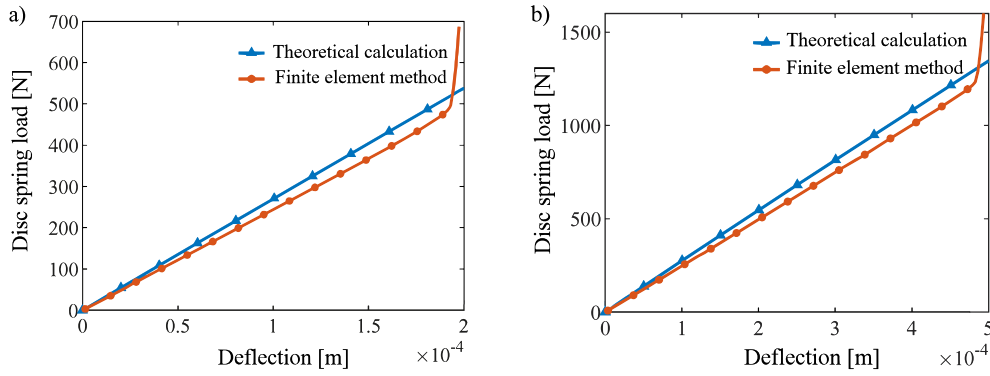 a)
Disc spring load [N]
700
600
500
400
300
200
100
0
Theoretical calculation
Finite element method
0 0.5 1 1.5 2
Deflection [m]
×10-4
b)
Disc spring load [N]
1500
1000
500
0
Theoretical calculation
Finite element method
0 1 2 3 4 5
Deflection [m]
×10-4